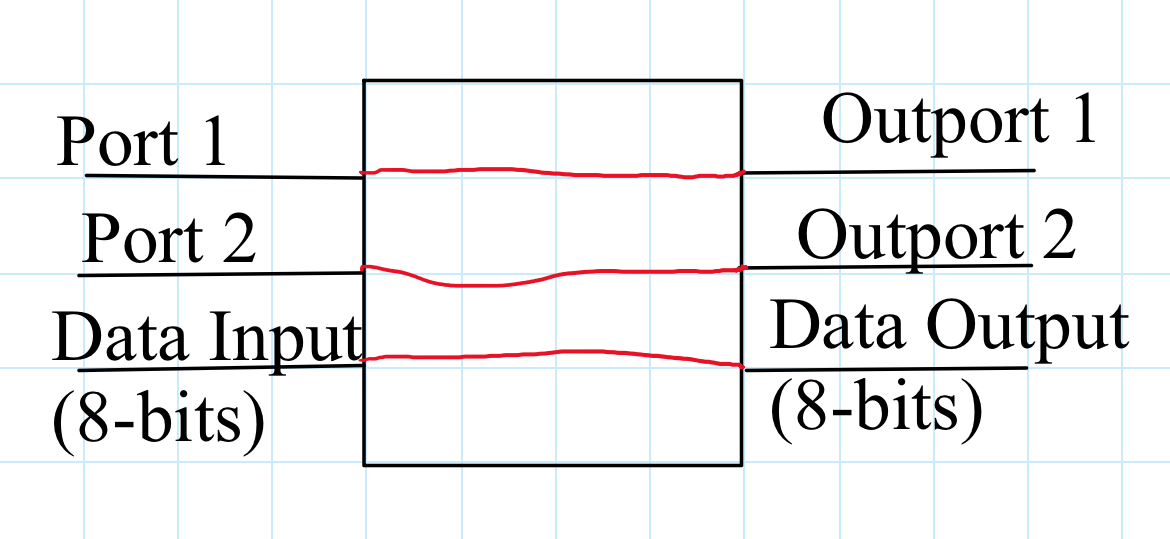 Port 1
Outport 1
Port 2
Outport 2
Data Input
(8-bits)
Data Output
(8-bits)